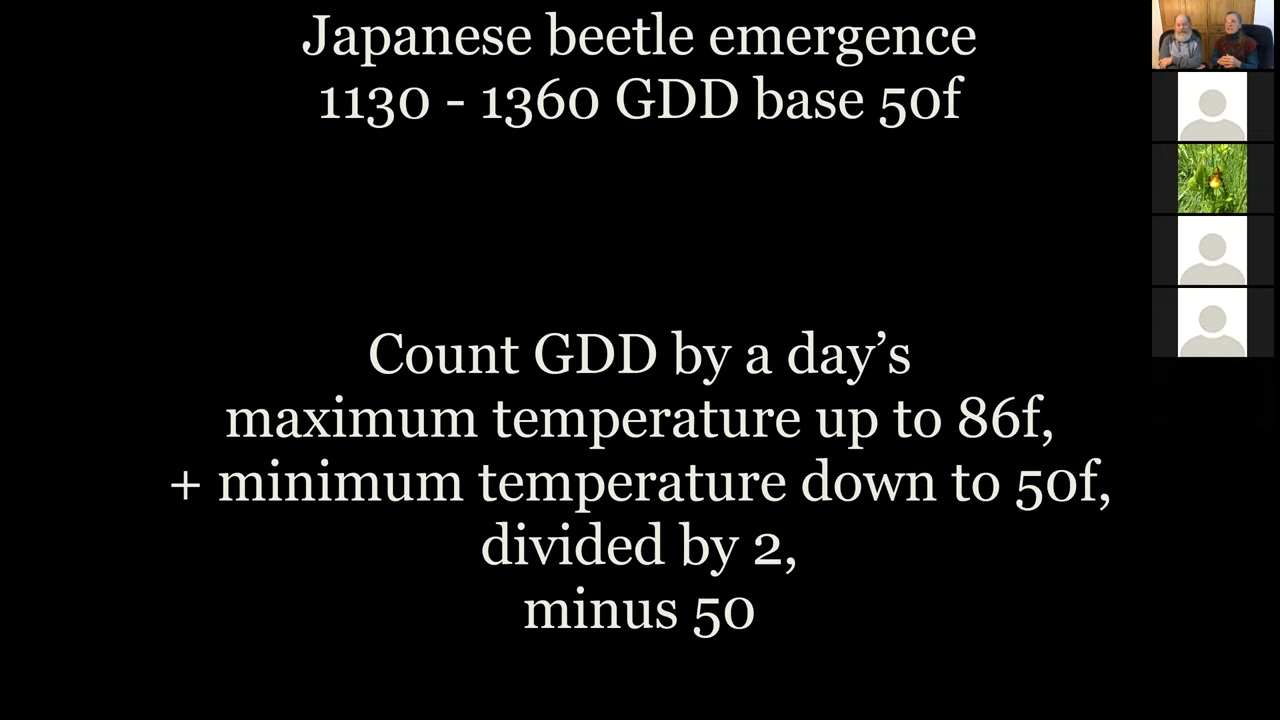 Japanese beetle emergence
1130 - 1360 GDD base 50f
Count GDD by a day’s
maximum temperature up to 86f,
+ minimum temperature down to 50f,
divided by 2,
minus 50